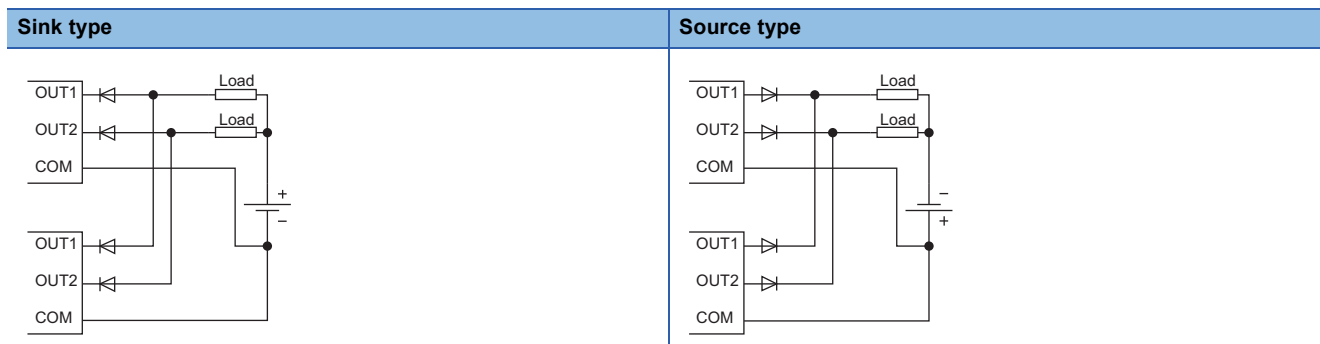 Sink type
Source type
OUT1
Load
OUT2
Load
COM
+
–
OUT1
OUT2
COM
OUT1
Load
OUT2
Load
COM
–
+
OUT1
OUT2
COM